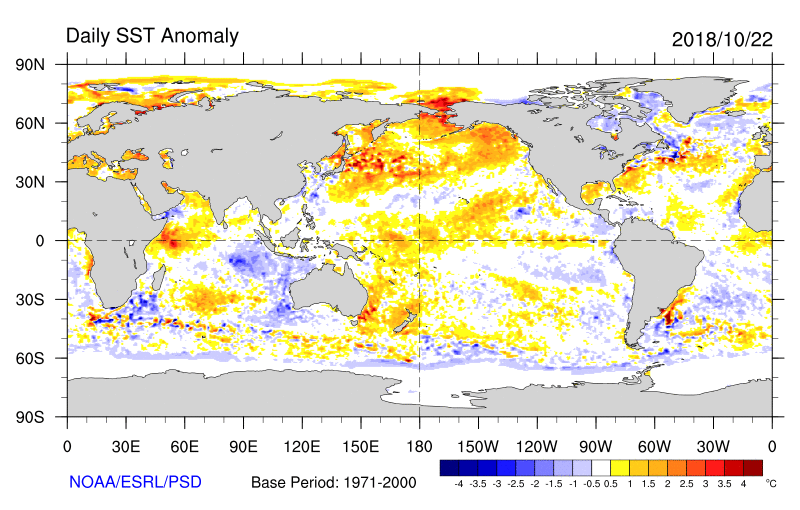 Daily SST Anomaly
2018/10/22
90N
60N
30N
0
30S
60S
90S
0 30E 60E 90E 120E 150E 180 150W 120W 90W 60W 30W 0
NOAA/ESRL/PSD
Base Period: 1971-2000
-4 -3.5 -3 -2.5 -2 -1.5 -1 -0.5 0.5 1 1.5 2 2.5 3 3.5 4 °C